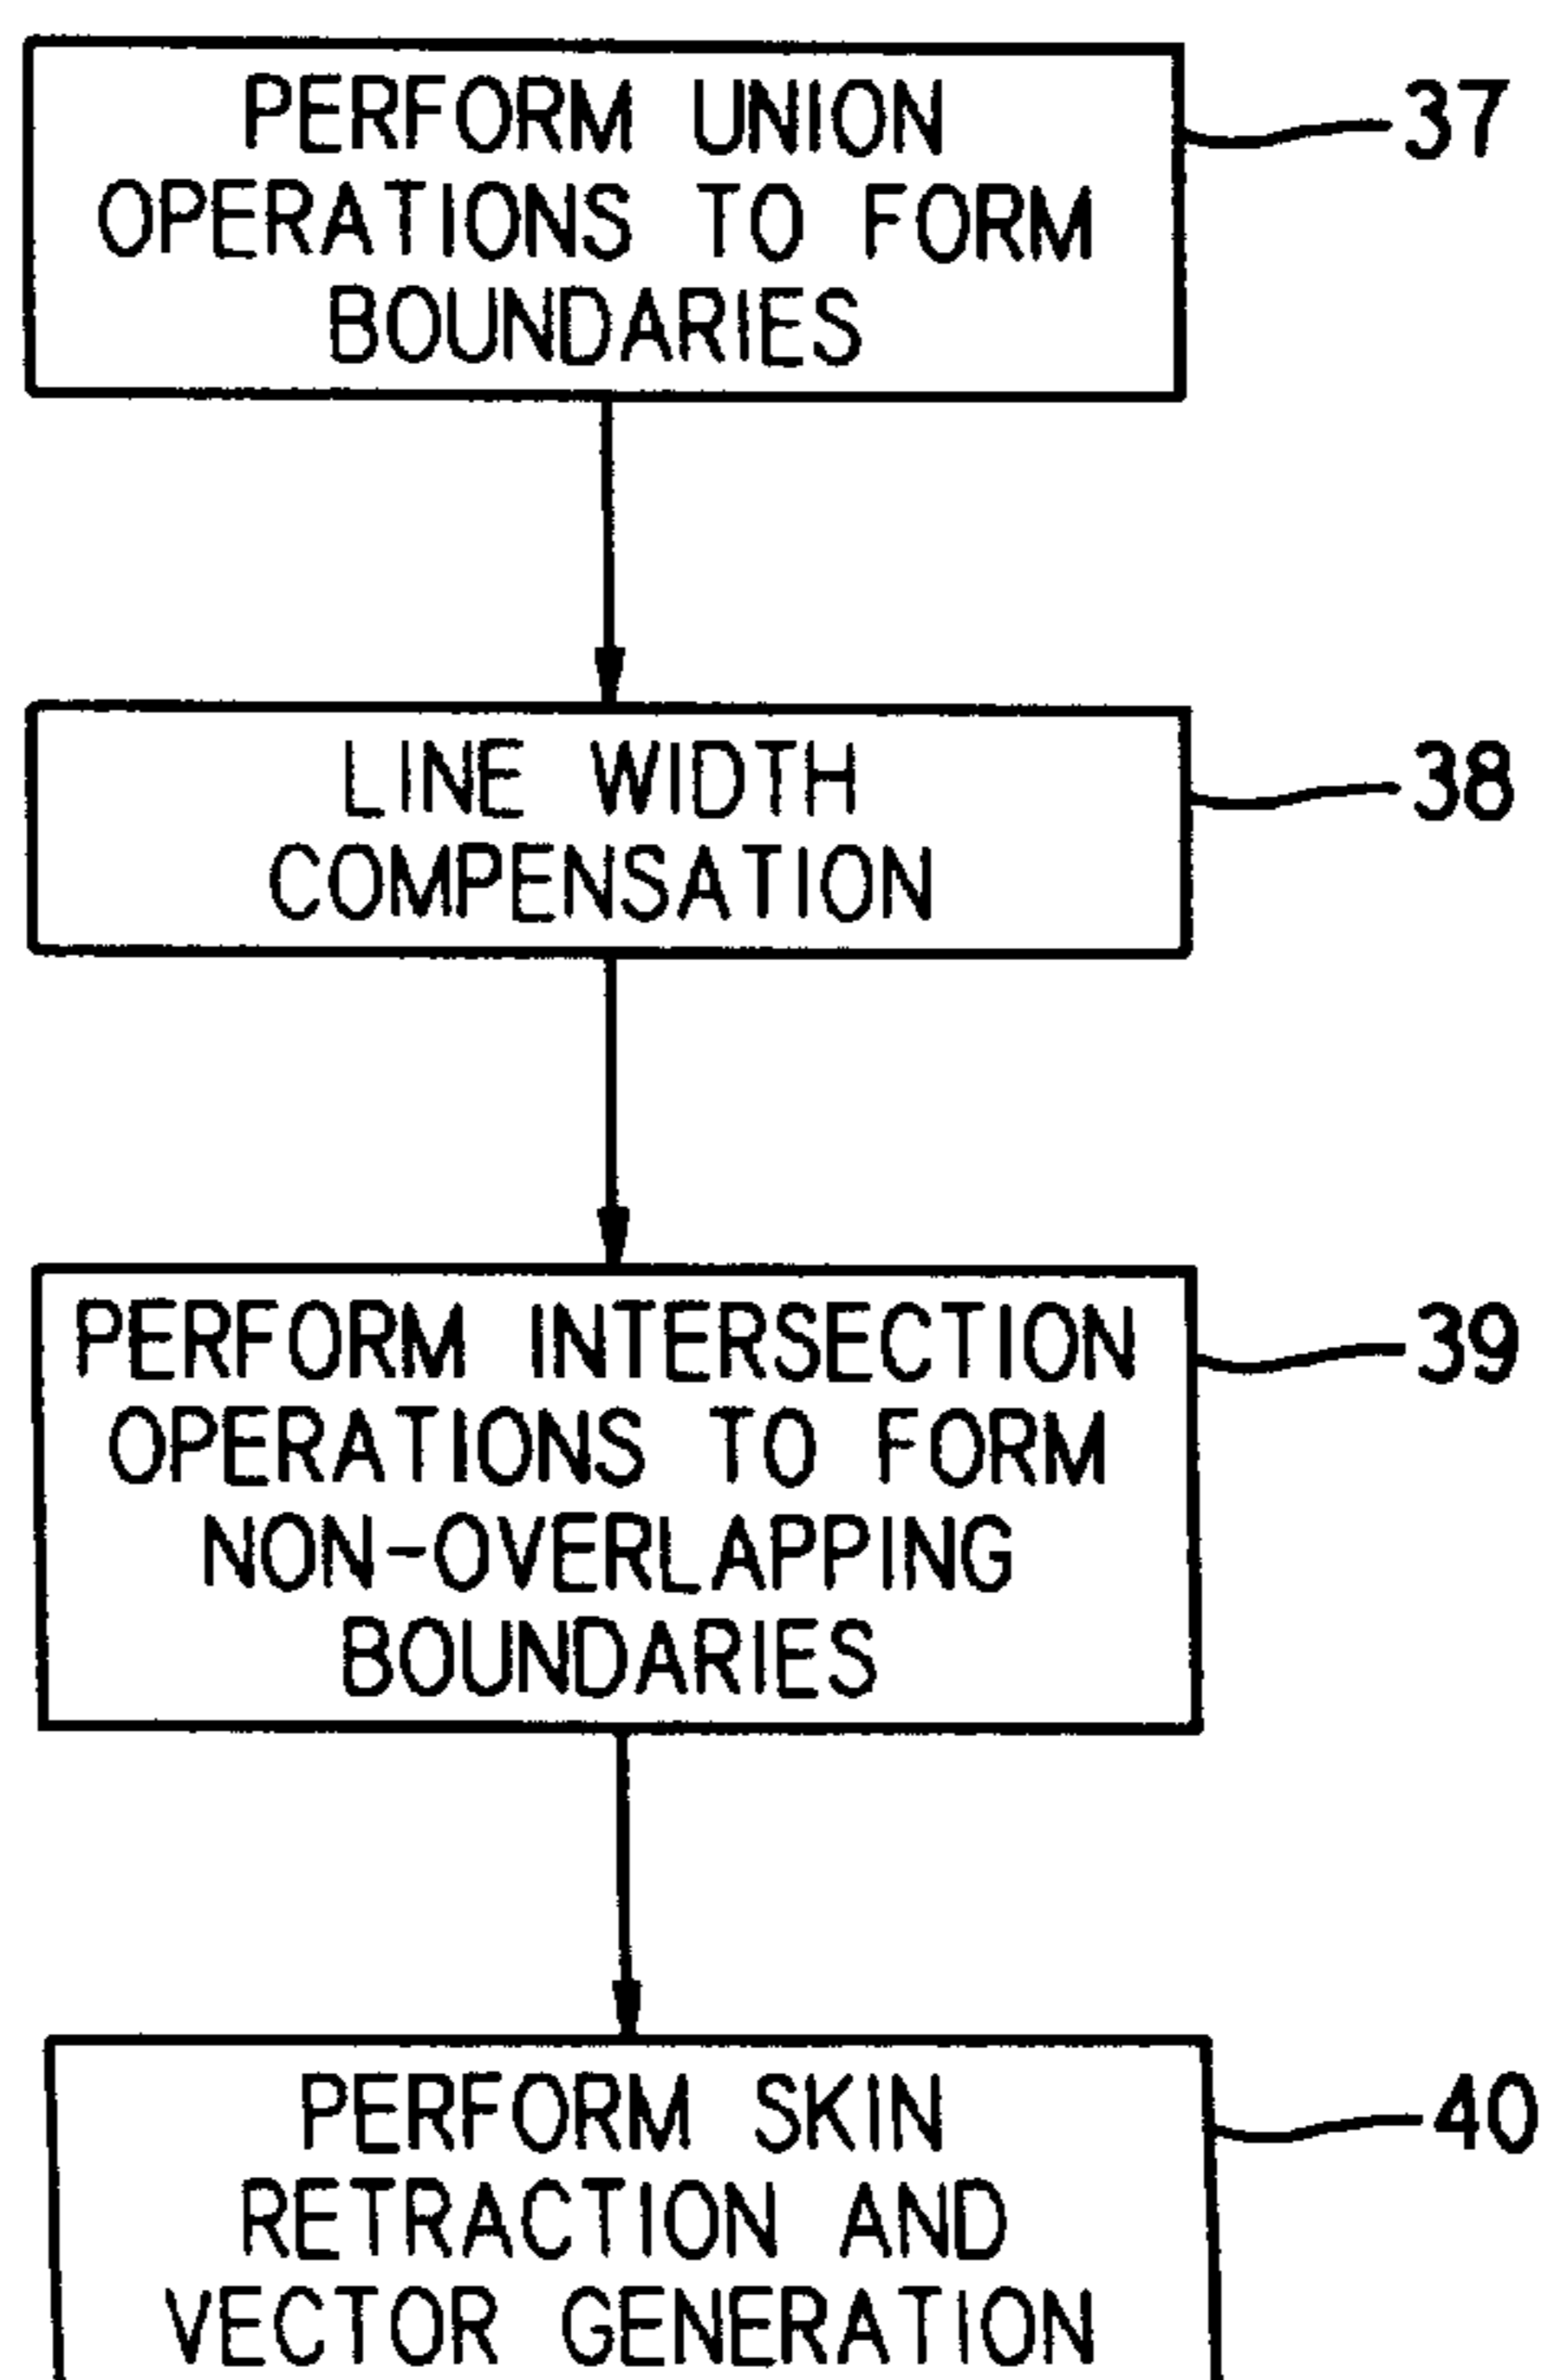 PERFORM UNION
OPERATIONS TO FORM
BOUNDARIES
37
LINE WIDTH
COMPENSATION
38
PERFORM INTERSECTION
OPERATIONS TO FORM
NON-OVERLAPPING
BOUNDARIES
39
PERFORM SKIN
RETRACTION AND
VECTOR GENERATION
40